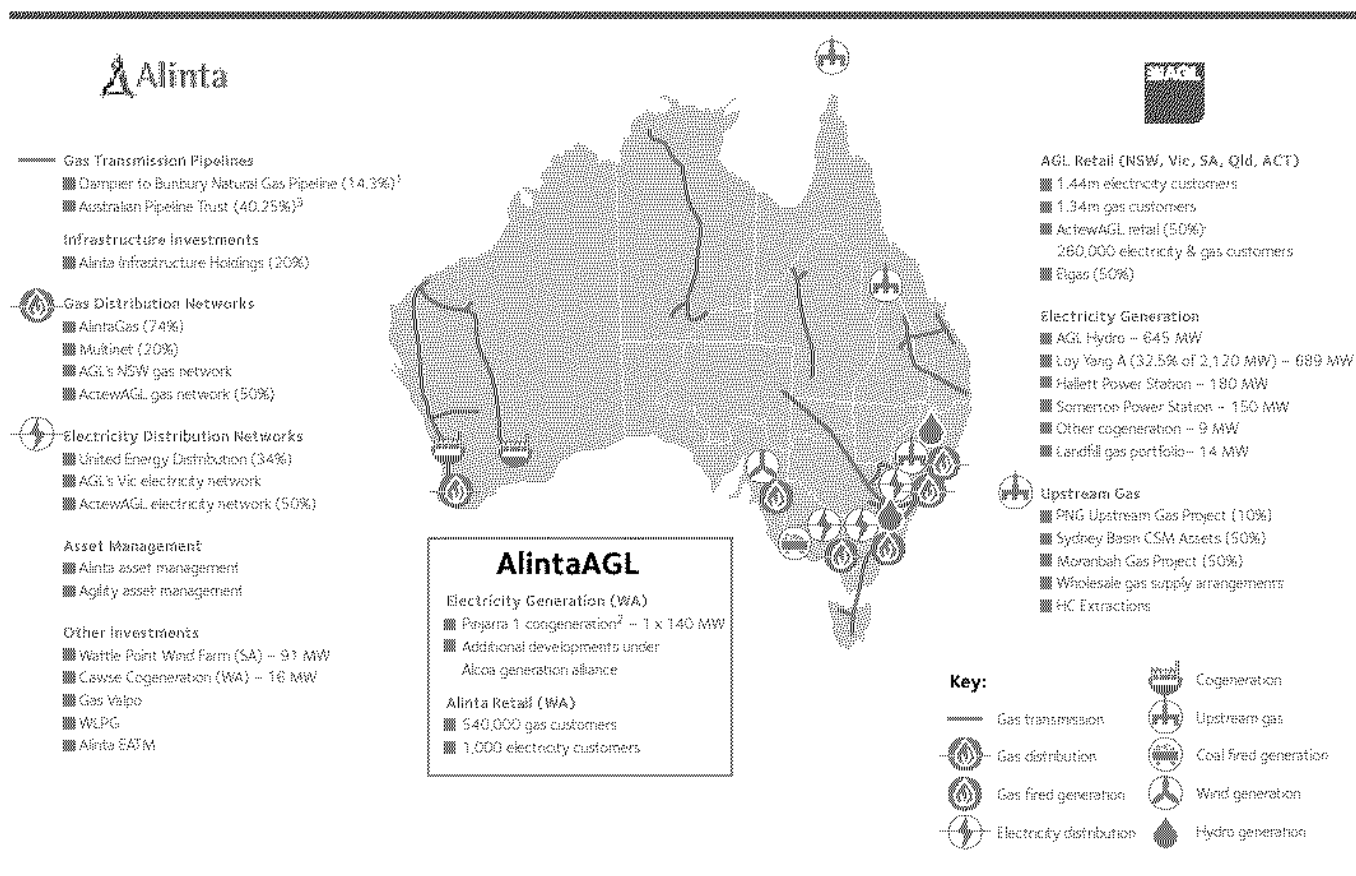 Alinta
Gas Transmission Pipelines
Dampier to Bunbury Natural Gas Pipeline (14.3%)¹
Australian Pipeline Trust (40.25%)³
Infrastructure Investments
Alinta Infrastructure Holdings (20%)
Gas Distribution Networks
AlintaGas (74%)
Multinet (20%)
AGL's NSW gas network
ActewAGL gas network (50%)
Electricity Distribution Networks
United Energy Distribution (34%)
AGL's Vic electricity network
ActewAGL electricity network (50%)
Asset Management
Alinta asset management
Agility asset management
Other Investments
Wattle Point Wind Farm (SA) – 91 MW
Cawse Cogeneration (WA) – 16 MW
Gas Valpo
WLPG
Alinta EATM
AlintaAGL
Electricity Generation (WA)
Pinjarra 1 congeneration² – 1 x 140 MW
Additional developments under
Alcoa generation alliance
Alinta Retail (WA)
540,000 gas customers
1,000 electricity customers
AGL
AGL Retail (NSW, Vic, SA, Qld, ACT)
1.44m electricity customers
1.34m gas customers
ActewAGL retail (50%)
260,000 electricity & gas customers
Elgas (50%)
Electricity Generation
AGL Hydro – 645 MW
Loy Yang A (32.5% of 2,120 MW) – 689 MW
Hallett Power Station – 180 MW
Somerton Power Station – 150 MW
Other cogeneration – 9 MW
Landfill gas portfolio– 14 MW
Upstream Gas
PNG Upstream Gas Project (10%)
Sydney Basin CSM Assets (50%)
Moranbah Gas Project (50%)
Wholesale gas supply arrangements
HC Extractions
Key:
Gas transmission
Gas distribution
Gas fired generation
Electricity distribution
Cogeneration
Upstream gas
Coal fired generation
Wind generation
Hydro generation